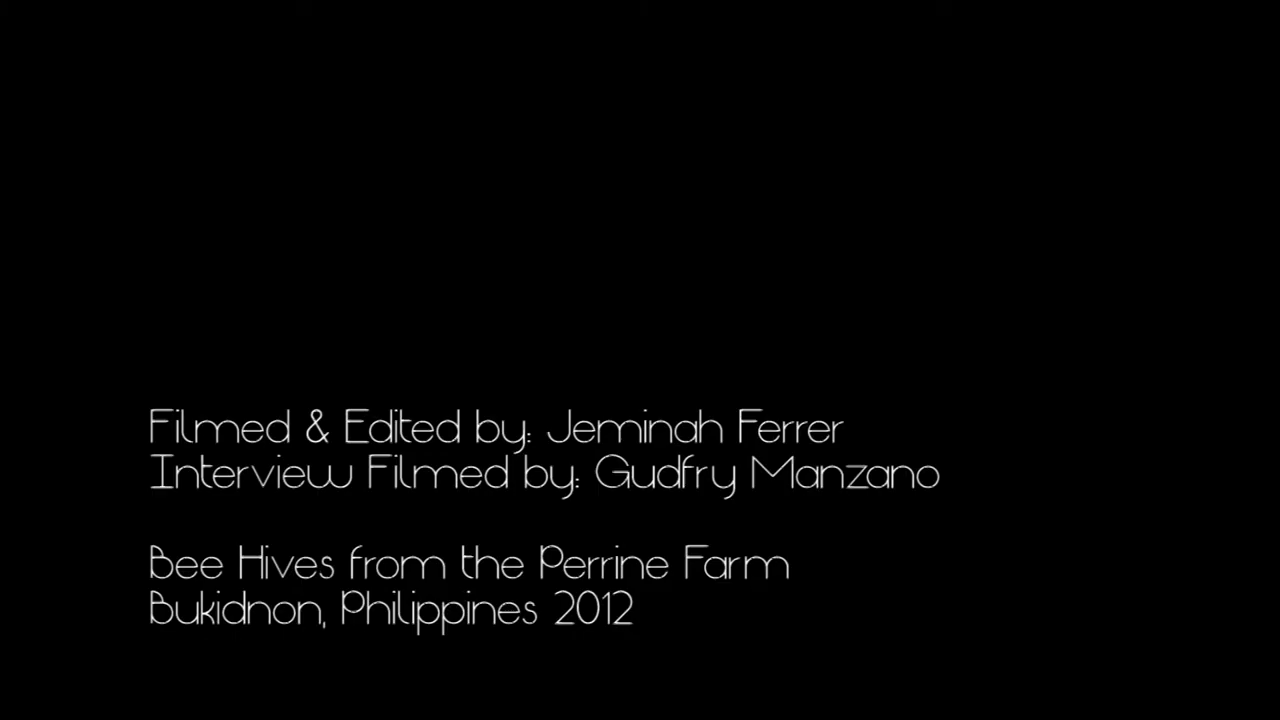 Filmed & Edited by: Jeminah Ferrer
Interview Filmed by: Gudfry Manzano
Bee Hives from the Perrine Farm
Bukidnon, Philippines 2012